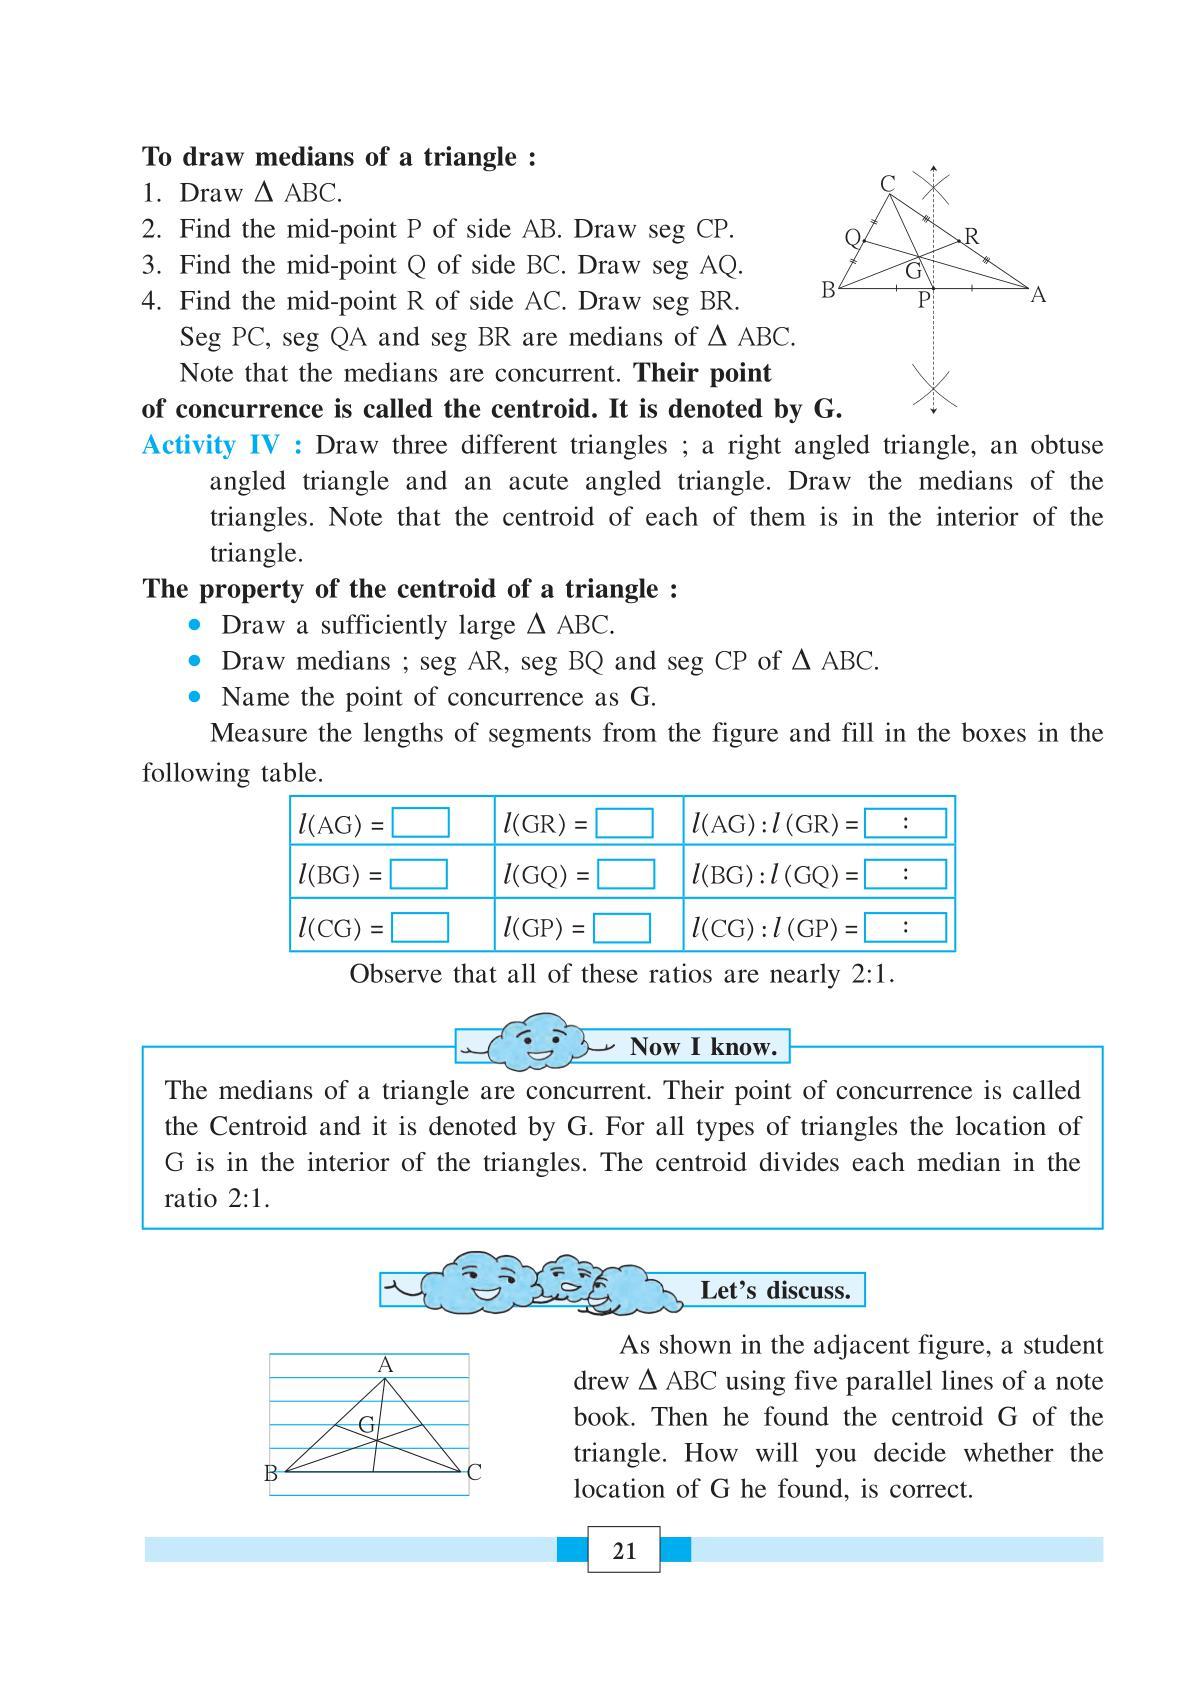 To draw medians of a triangle :
1. Draw Δ ABC.
2. Find the mid-point P of side AB. Draw seg CP.
3. Find the mid-point Q of side BC. Draw seg AQ.
4. Find the mid-point R of side AC. Draw seg BR.
Seg PC, seg QA and seg BR are medians of Δ ABC.
Note that the medians are concurrent. Their point
of concurrence is called the centroid. It is denoted by G.
C
Q
R
G
B
P
A
Activity IV : Draw three different triangles ; a right angled triangle, an obtuse
angled triangle and an acute angled triangle. Draw the medians of the
triangles. Note that the centroid of each of them is in the interior of the
triangle.
The property of the centroid of a triangle :
• Draw a sufficiently large Δ ABC.
• Draw medians ; seg AR, seg BQ and seg CP of Δ ABC.
• Name the point of concurrence as G.
Measure the lengths of segments from the figure and fill in the boxes in the
following table.
l(AG) = l(GR) = l(AG) : l (GR) = :
l(BG) = l(GQ) = l(BG) : l (GQ) = :
l(CG) = l(GP) = l(CG) : l (GP) = :
Observe that all of these ratios are nearly 2:1.
Now I know.
The medians of a triangle are concurrent. Their point of concurrence is called
the Centroid and it is denoted by G. For all types of triangles the location of
G is in the interior of the triangles. The centroid divides each median in the
ratio 2:1.
Let's discuss.
A
G
B
C
As shown in the adjacent figure, a student
drew Δ ABC using five parallel lines of a note
book. Then he found the centroid G of the
triangle. How will you decide whether the
location of G he found, is correct.
21